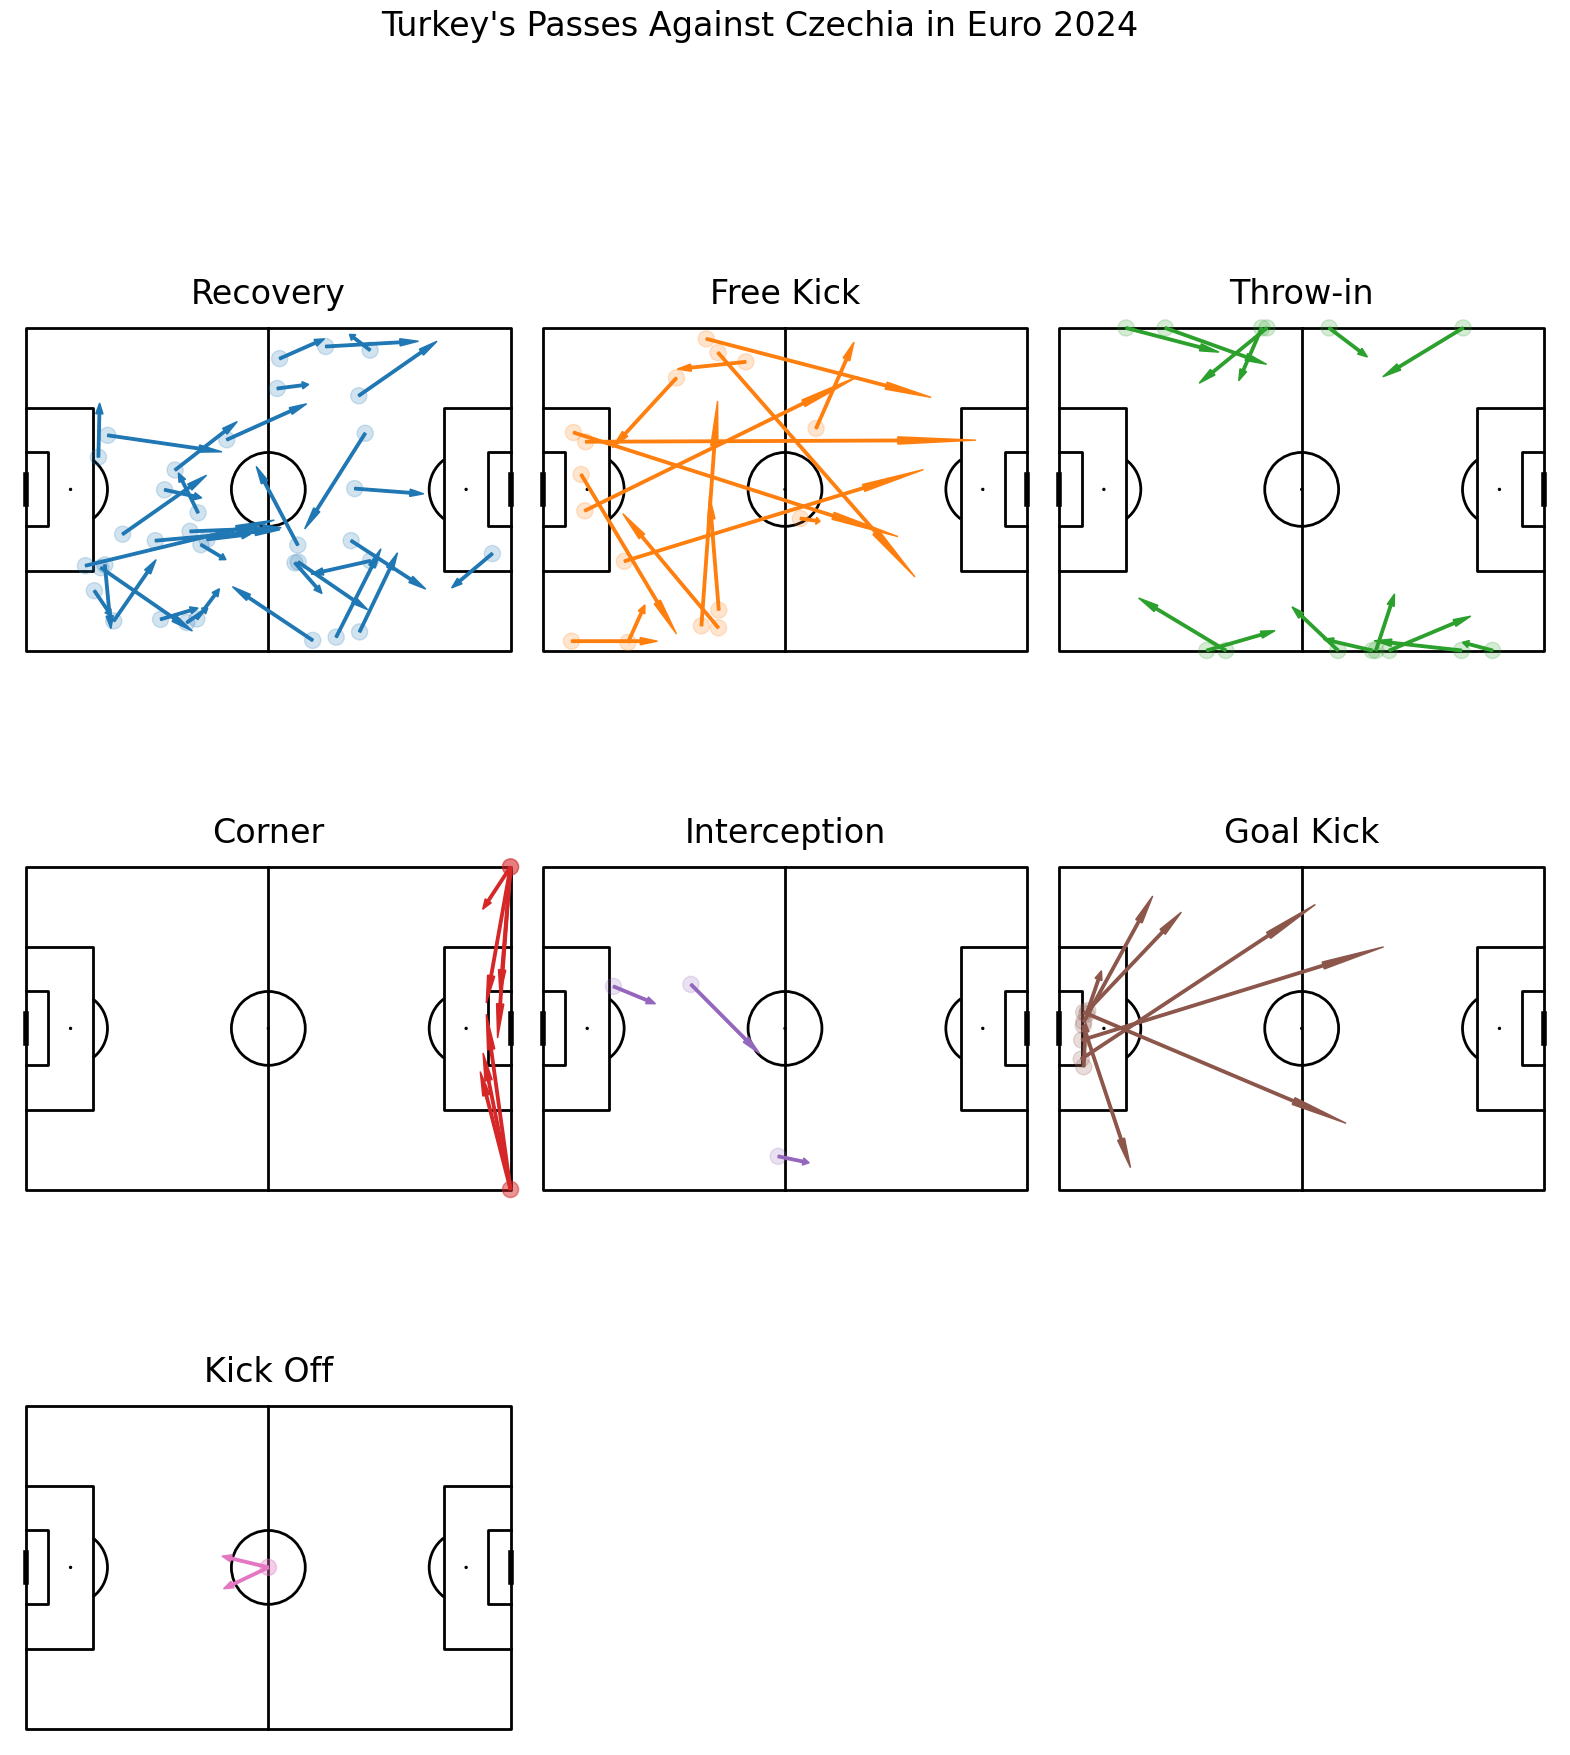 Turkey's Passes Against Czechia in Euro 2024
Recovery
Free Kick
Throw-in
Corner
Interception
Goal Kick
Kick Off